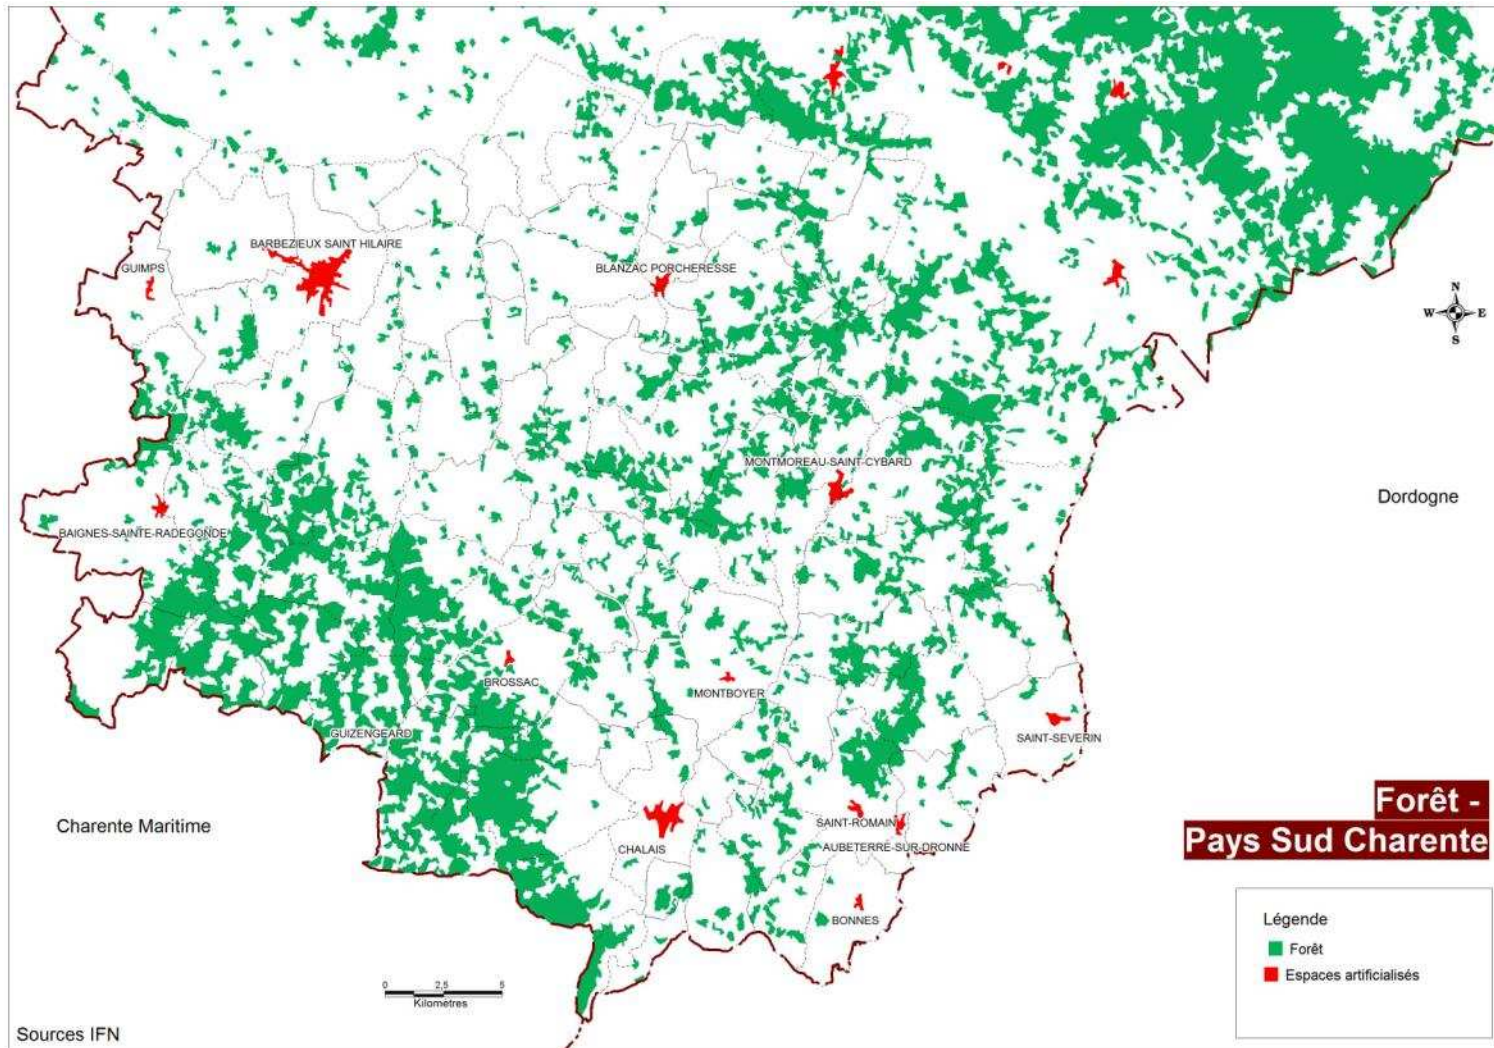 BARBEZIEUX SAINT HILAIRE
GUIMPS
BLANZAC PORCHERESSE
N
W E
S
MONTMOREAU-SAINT-CYBARD
Dordogne
BAIGNES-SAINTE-RADEGONDE
BROSSAC
MONTBOYER
GUIZENGEARD
SAINT-SEVERIN
Forêt -
Pays Sud Charente
Charente Maritime
SAINT-ROMAIN
CHALAIS
AUBETERRE-SUR-DRONNE
BONNES
Légende
Forêt
Espaces artificialisés
0 2,5 5
Kilomètres
Sources IFN